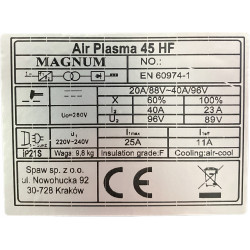 Air Plasma 45 HF
MAGNUM NO.:
EN 60974-1
20A/88V~40A/96V
X 60% 100%
U₀=280V I₂ 40A 23A
U₂ 96V 89V
U₁ 220-240V I1max 25A I1eff 11A
IP21S Waga: 9,8 kg Insulation grade:F Cooling:air-cool
Spaw sp. z o.o.
ul. Nowohucka 92
30-728 Kraków
CE